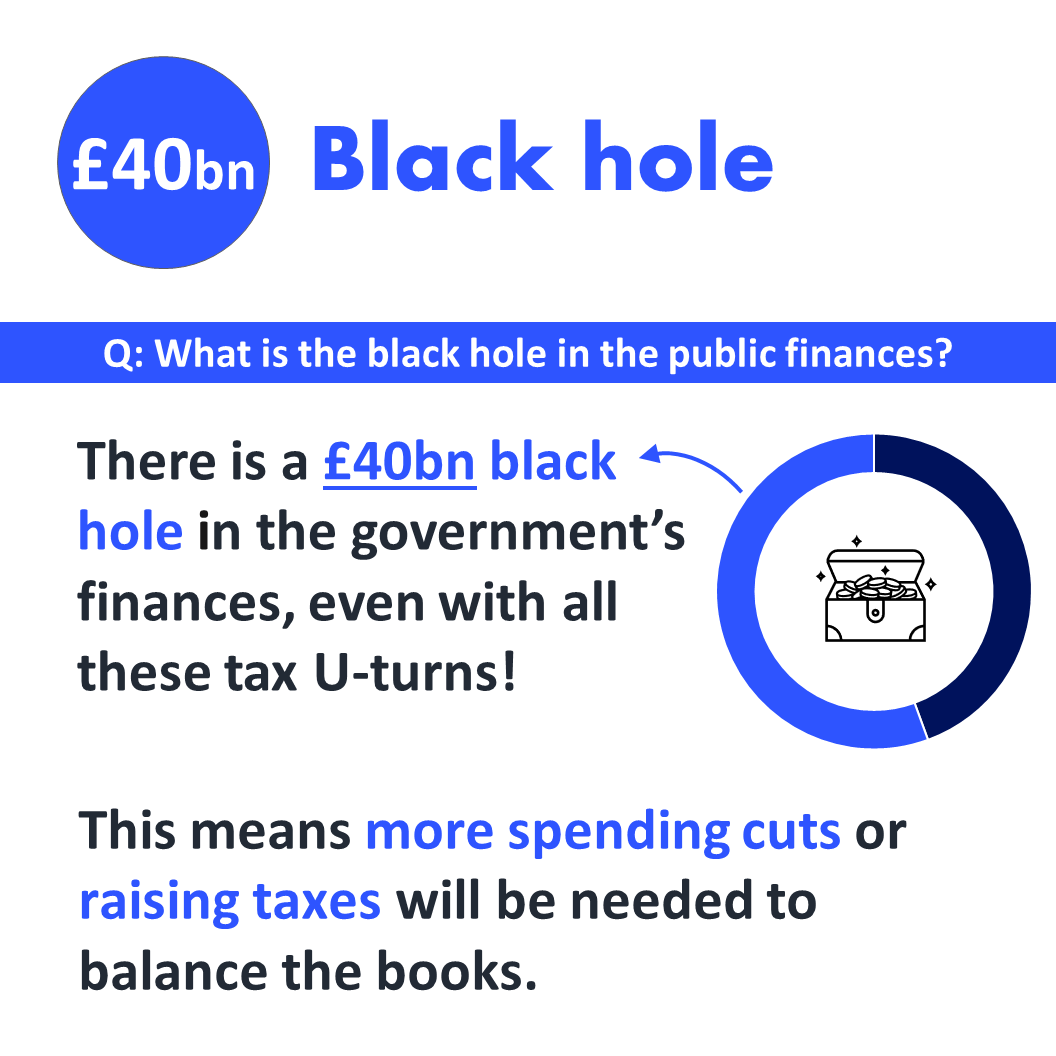 £40bn
Black hole
Q: What is the black hole in the public finances?
There is a £40bn black
hole in the government’s
finances, even with all
these tax U-turns!
This means more spending cuts or
raising taxes will be needed to
balance the books.